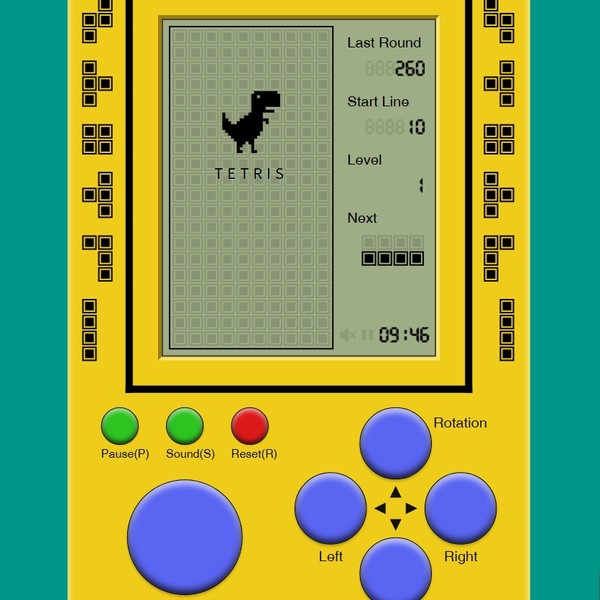 Last Round
260
Start Line
10
Level
1
TETRIS
Next
09:46
Pause(P) Sound(S) Reset(R)
Rotation
Left Right